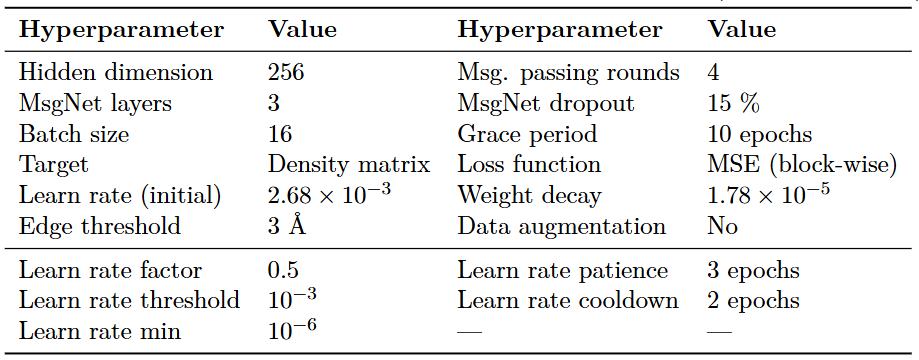 Hyperparameter Value Hyperparameter Value
Hidden dimension 256 Msg. passing rounds 4
MsgNet layers 3 MsgNet dropout 15 %
Batch size 16 Grace period 10 epochs
Target Density matrix Loss function MSE (block-wise)
Learn rate (initial) 2.68 × 10⁻³ Weight decay 1.78 × 10⁻⁵
Edge threshold 3 Å Data augmentation No
Learn rate factor 0.5 Learn rate patience 3 epochs
Learn rate threshold 10⁻³ Learn rate cooldown 2 epochs
Learn rate min 10⁻⁶ — —